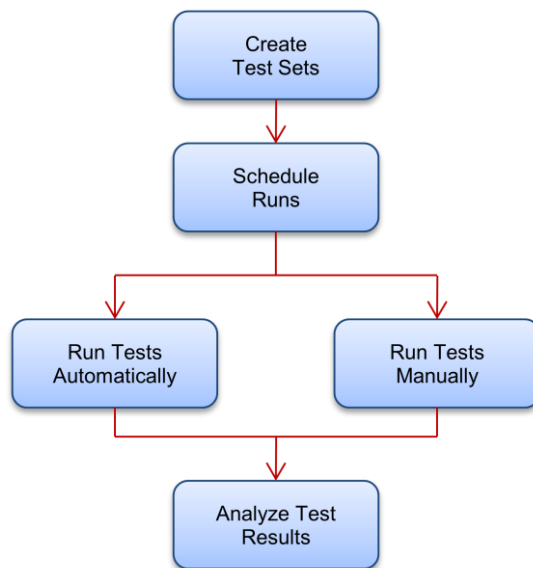 Create
Test Sets
Schedule
Runs
Run Tests
Automatically
Run Tests
Manually
Analyze Test
Results